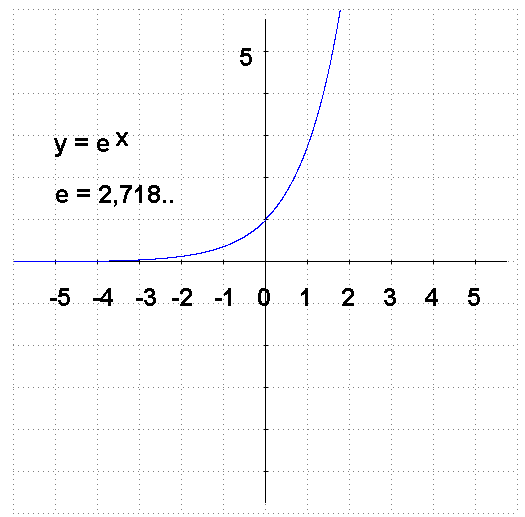 5
y = e x
e = 2,718..
-5 -4 -3 -2 -1 0 1 2 3 4 5